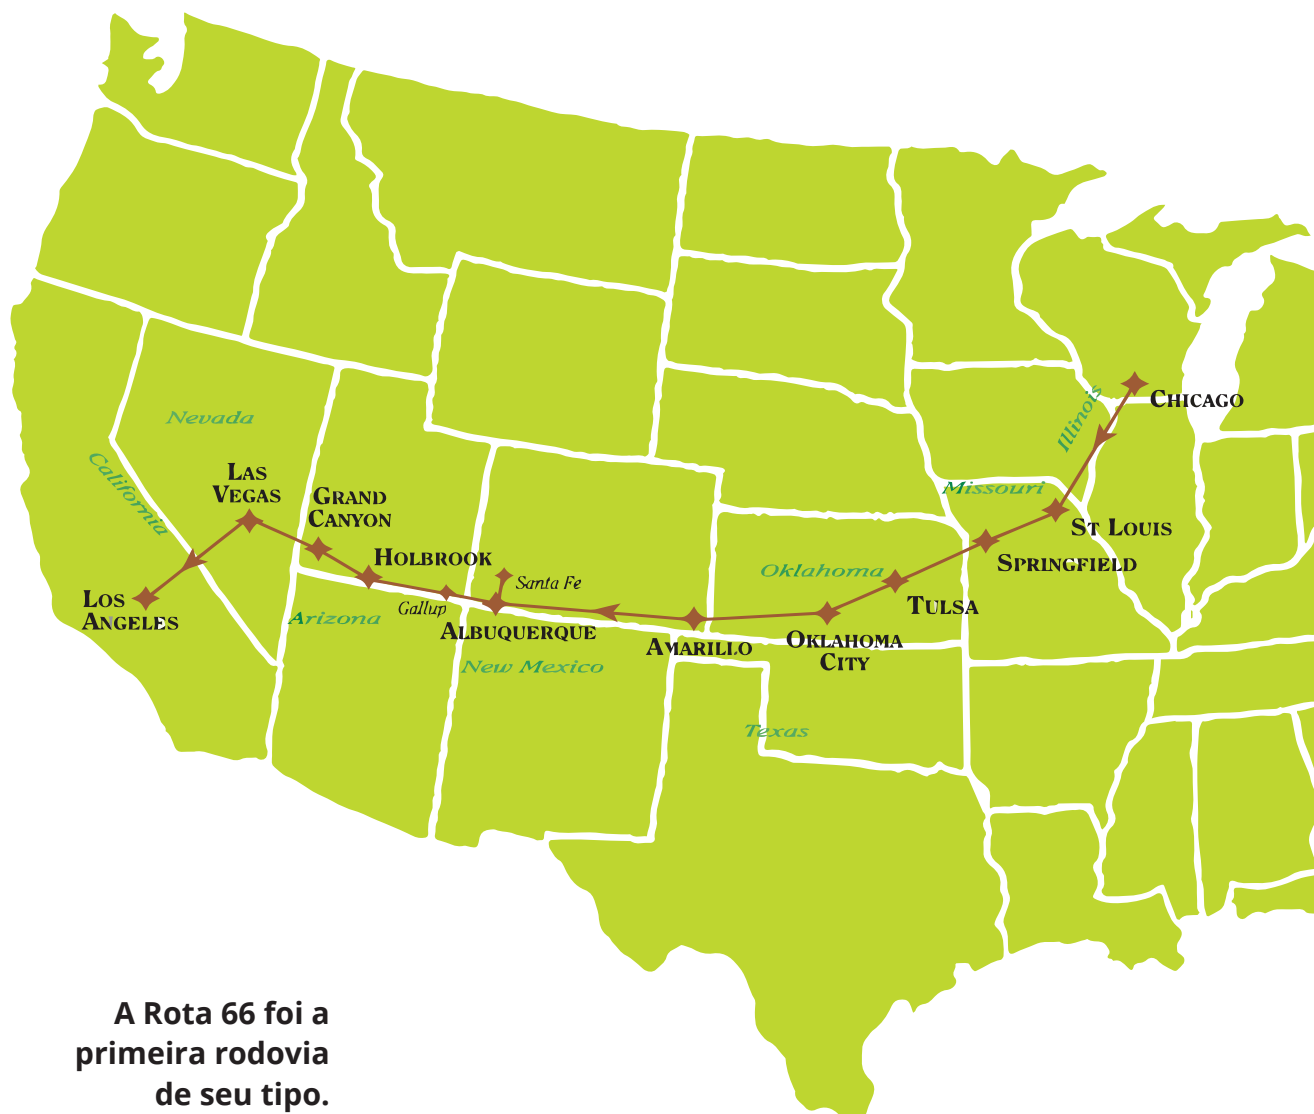 Nevada
California
LAS
VEGAS
GRAND
CANYON
HOLBROOK
LOS
ANGELES
Arizona
Gallup
Santa Fe
ALBUQUERQUE
New Mexico
AMARILLO
Texas
Oklahoma
OKLAHOMA
CITY
TULSA
Missouri
SPRINGFIELD
ST LOUIS
Illinois
CHICAGO
A Rota 66 foi a
primeira rodovia
de seu tipo.